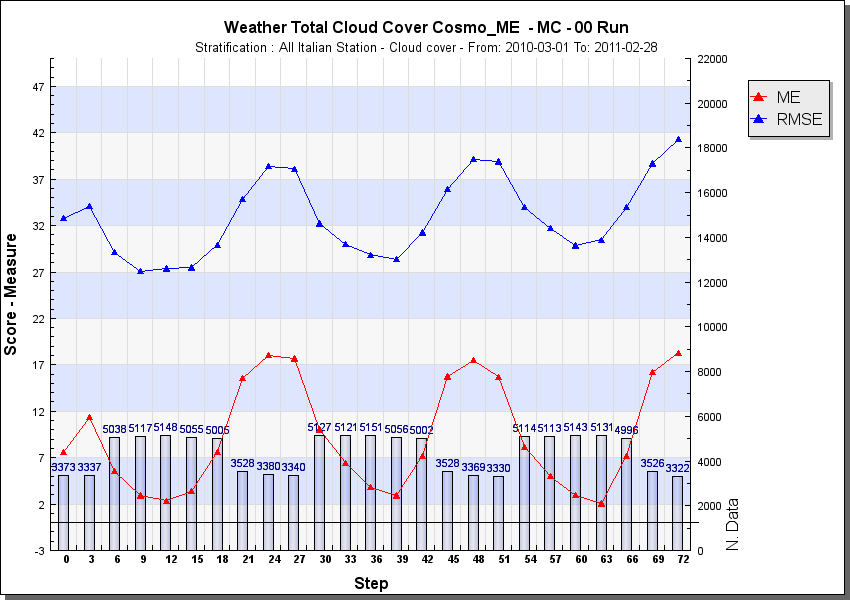 Weather Total Cloud Cover Cosmo_ME - MC - 00 Run
Stratification : All Italian Station - Cloud cover - From: 2010-03-01 To: 2011-02-28
ME
RMSE
Score - Measure
47
42
37
32
27
22
17
12
7
2
-3
22000
20000
18000
16000
14000
12000
10000
8000
6000
4000
2000
0
N. Data
3373 3337 5038 5117 5148 5055 5005 3528 3380 3340 5127 5121 5151 5056 5002 3528 3369 3330 5114 5113 5143 5131 4996 3526 3322
0 3 6 9 12 15 18 21 24 27 30 33 36 39 42 45 48 51 54 57 60 63 66 69 72
Step